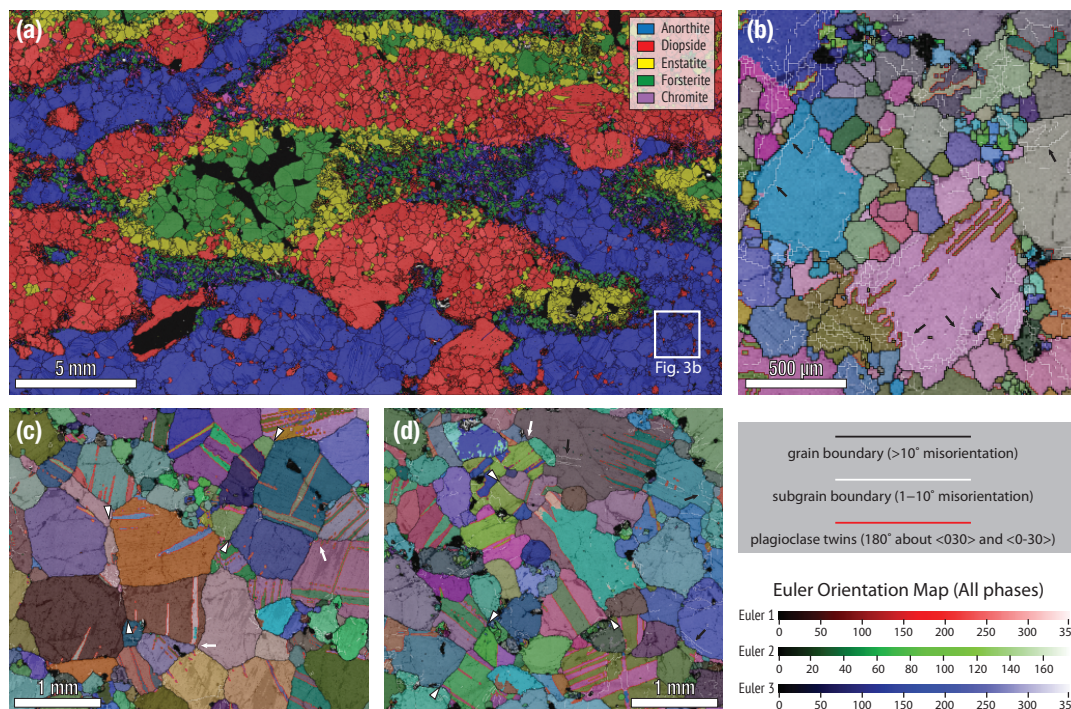 (a)
Anorthite
Diopside
Enstatite
Forsterite
Chromite
5 mm
Fig. 3b
(b)
500 µm
(c)
1 mm
(d)
1 mm
grain boundary (>10° misorientation)
subgrain boundary (1–10° misorientation)
plagioclase twins (180° about <030> and <0-30>)
Euler Orientation Map (All phases)
Euler 1
0 50 100 150 200 250 300 35
Euler 2
0 20 40 60 80 100 120 140 160
Euler 3
0 50 100 150 200 250 300 35